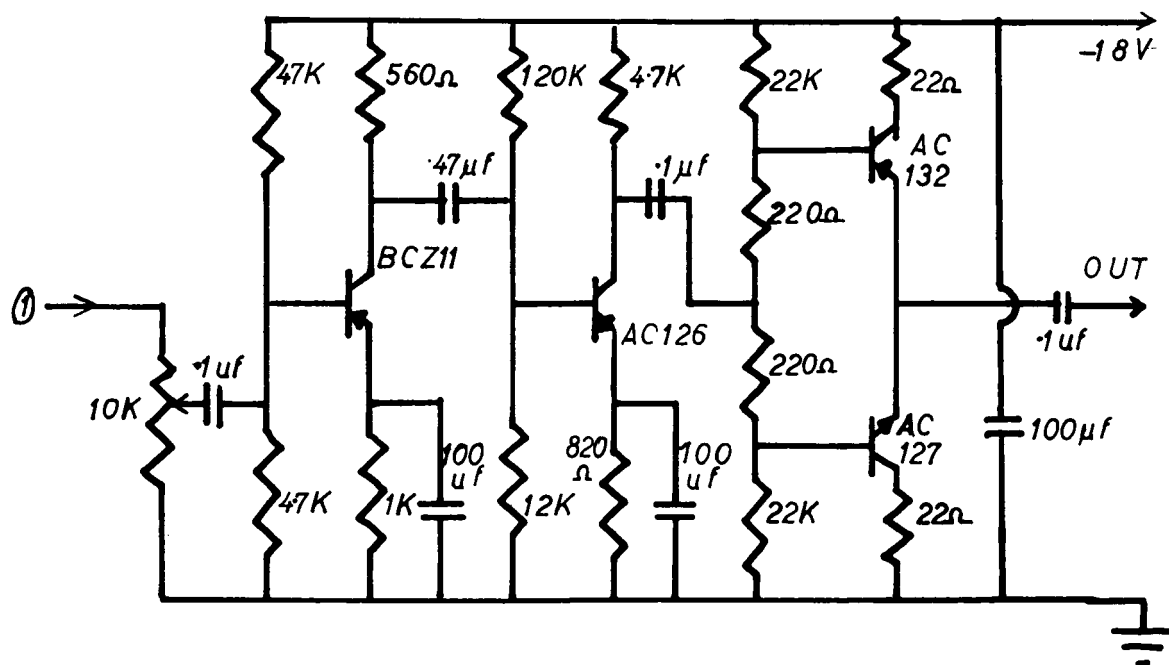 -18V
47K
560Ω
120K
4.7K
22K
22Ω
.47µf
.1µf
AC
132
220Ω
BCZ11
OUT
1
AC126
.1uf
.1uf
220Ω
10K
AC
127
100µf
100
uf
820
Ω
100
uf
47K
1K
12K
22K
22Ω